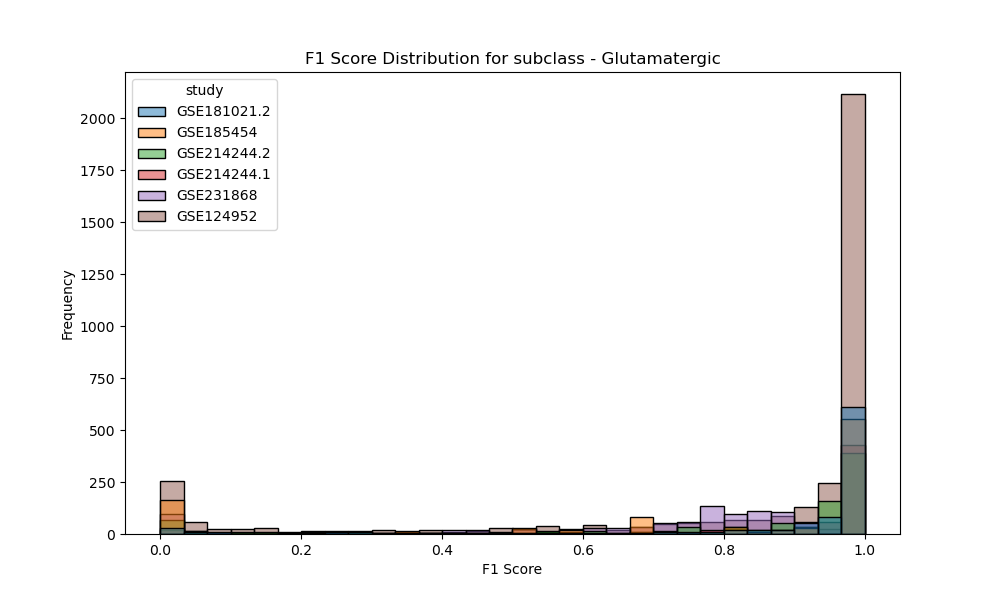 F1 Score Distribution for subclass - Glutamatergic
study
GSE181021.2
GSE185454
GSE214244.2
GSE214244.1
GSE231868
GSE124952
Frequency
2000
1750
1500
1250
1000
750
500
250
0
0.0
0.2
0.4
0.6
0.8
1.0
F1 Score